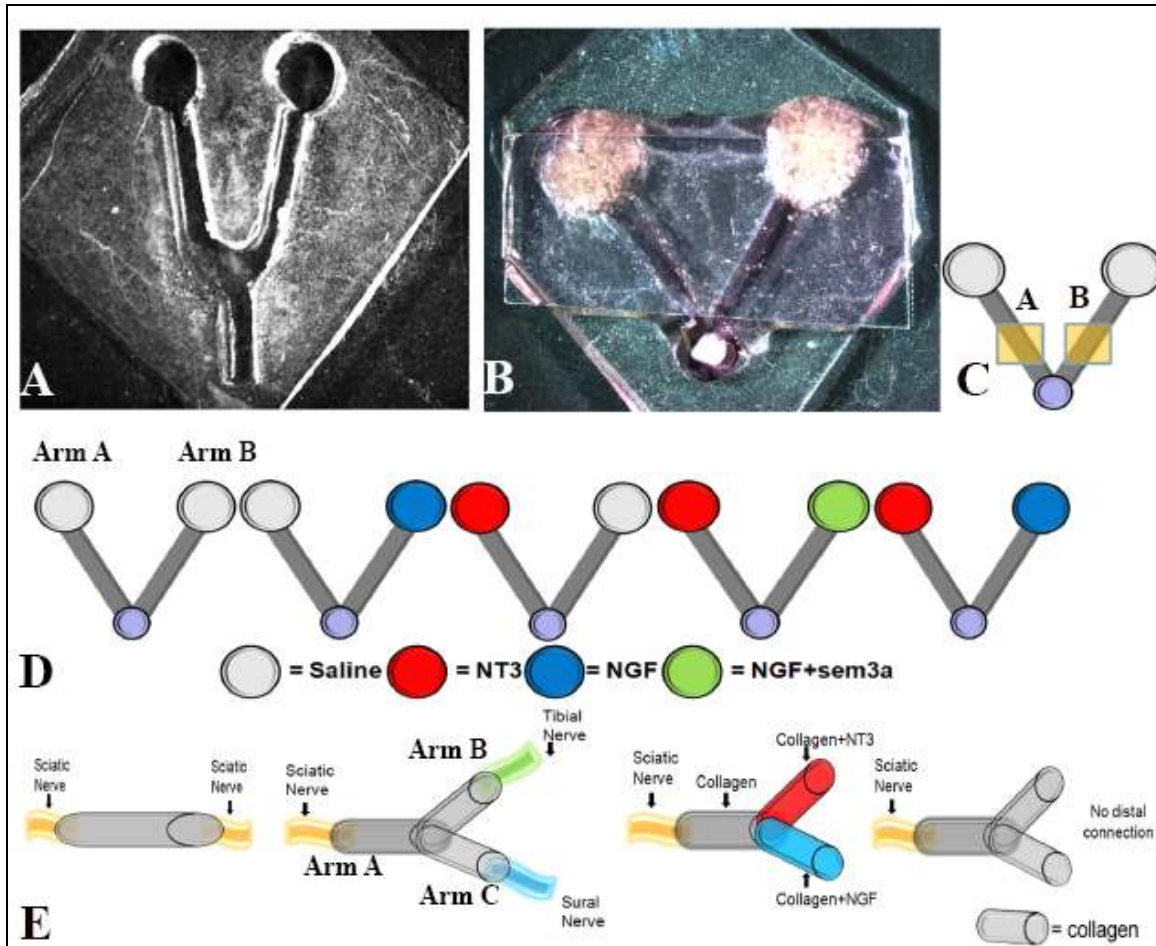 A
B
A B
C
Arm A Arm B
D
= Saline = NT3 = NGF = NGF+sem3a
Tibial
Nerve
Arm B
Sciatic
Nerve
Sciatic
Nerve
Sciatic
Nerve
Arm A
Arm C
Sural
Nerve
Collagen+NT3
Sciatic
Nerve
Collagen
Collagen+NGF
Sciatic
Nerve
No distal
connection
E
= collagen